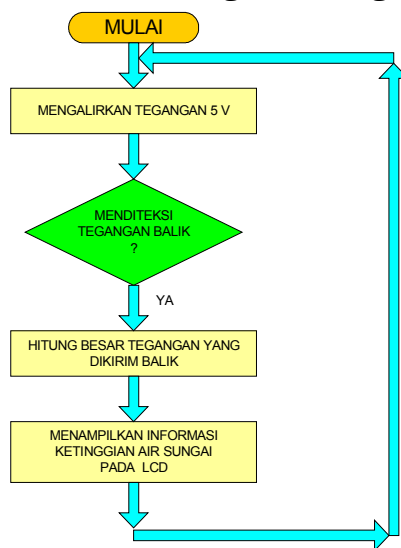 MULAI
MENGALIRKAN TEGANGAN 5 V
MENDITEKSI
TEGANGAN BALIK
?
YA
HITUNG BESAR TEGANGAN YANG
DIKIRIM BALIK
MENAMPILKAN INFORMASI
KETINGGIAN AIR SUNGAI
PADA LCD